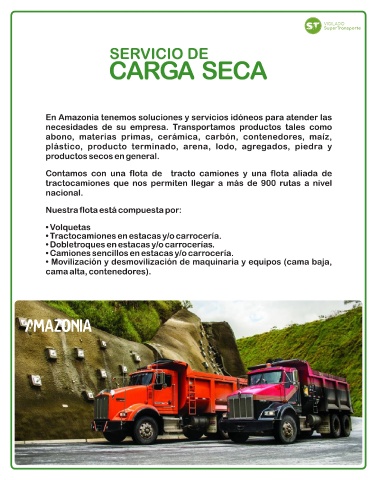 ST VIGILADO
SuperTransporte
SERVICIO DE
CARGA SECA
En Amazonia tenemos soluciones y servicios idóneos para atender las
necesidades de su empresa. Transportamos productos tales como
abono, materias primas, cerámica, carbón, contenedores, maíz,
plástico, producto terminado, arena, lodo, agregados, piedra y
productos secos en general.
Contamos con una flota de tracto camiones y una flota aliada de
tractocamiones que nos permiten llegar a más de 900 rutas a nivel
nacional.
Nuestra flota está compuesta por:
• Volquetas
• Tractocamiones en estacas y/o carrocería.
• Dobletroques en estacas y/o carrocerías.
• Camiones sencillos en estacas y/o carrocería.
• Movilización y desmovilización de maquinaria y equipos (cama baja,
cama alta, contenedores).
AMAZONIA